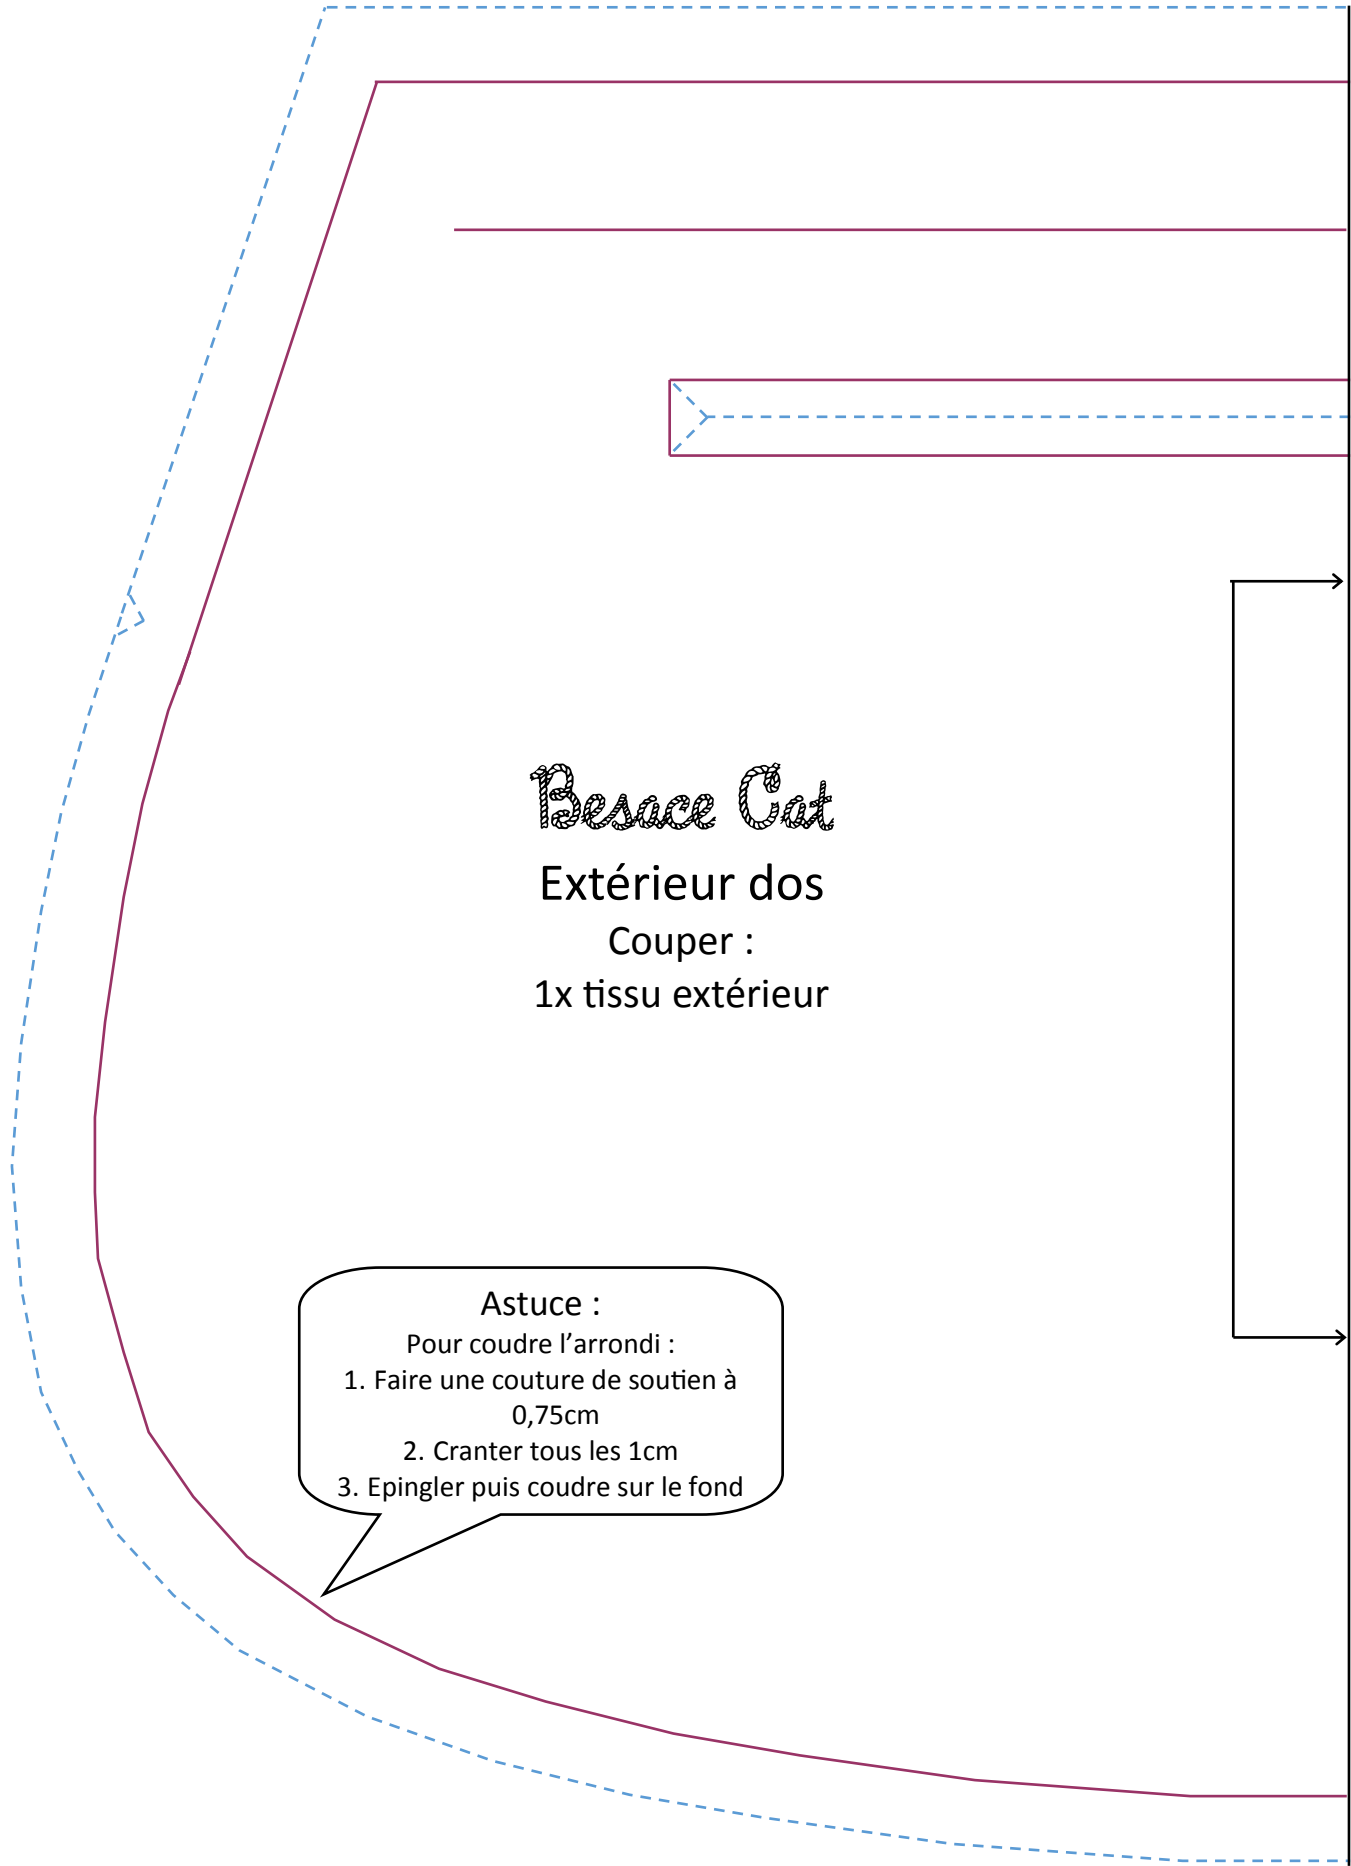 Besace Cat
Extérieur dos
Couper :
1x tissu extérieur
Astuce :
Pour coudre l’arrondi :
1. Faire une couture de soutien à
0,75cm
2. Cranter tous les 1cm
3. Epingler puis coudre sur le fond